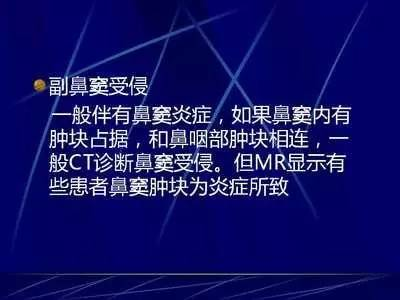 副鼻窦受侵
一般伴有鼻窦炎症，如果鼻窦内有
肿块占据，和鼻咽部肿块相连，一
般CT诊断鼻窦受侵。但MR显示有
些患者鼻窦肿块为炎症所致